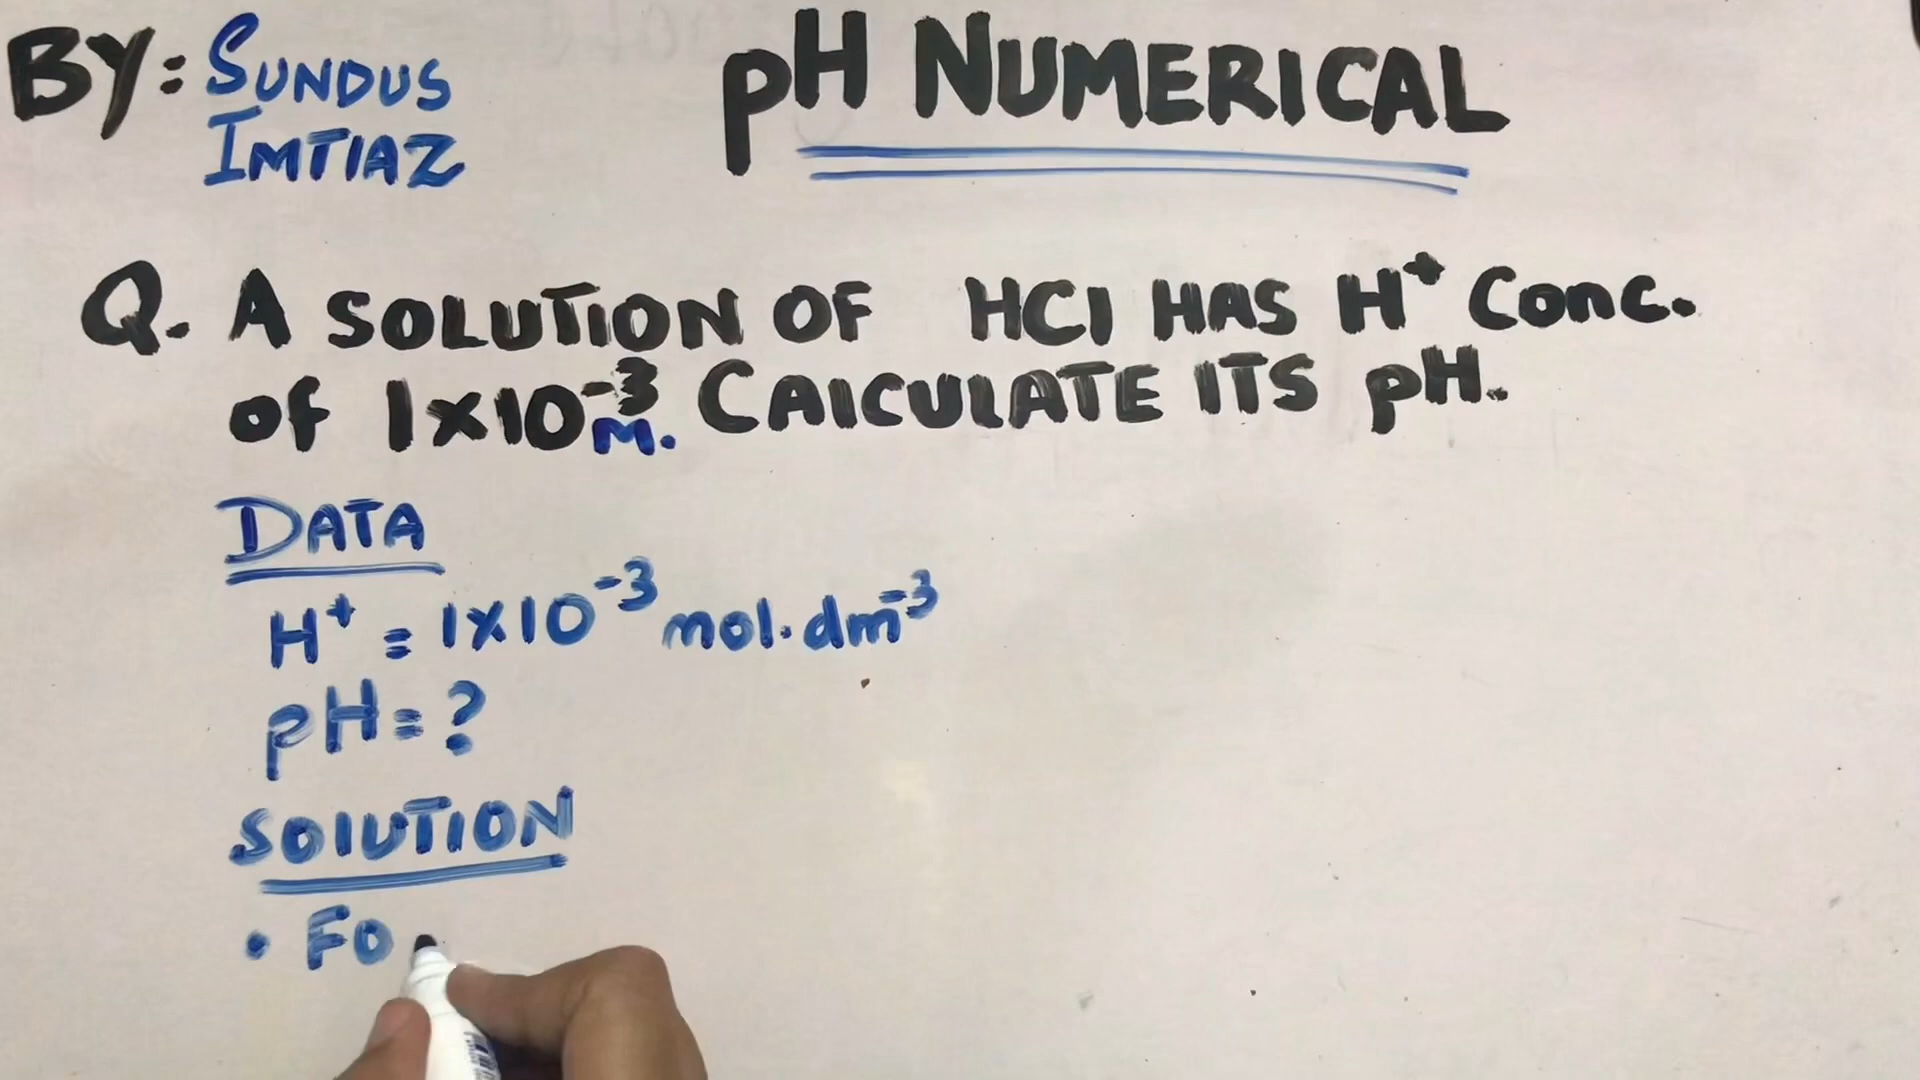 BY: SUNDUS IMTIAZ
pH NUMERICAL
Q. A SOLUTION OF HCl HAS H⁺ Conc.
of 1×10⁻³ M. CAlCULATE ITS pH.
DATA
H⁺ = 1×10⁻³ mol.dm⁻³
pH = ?
SOlUTION
• FO